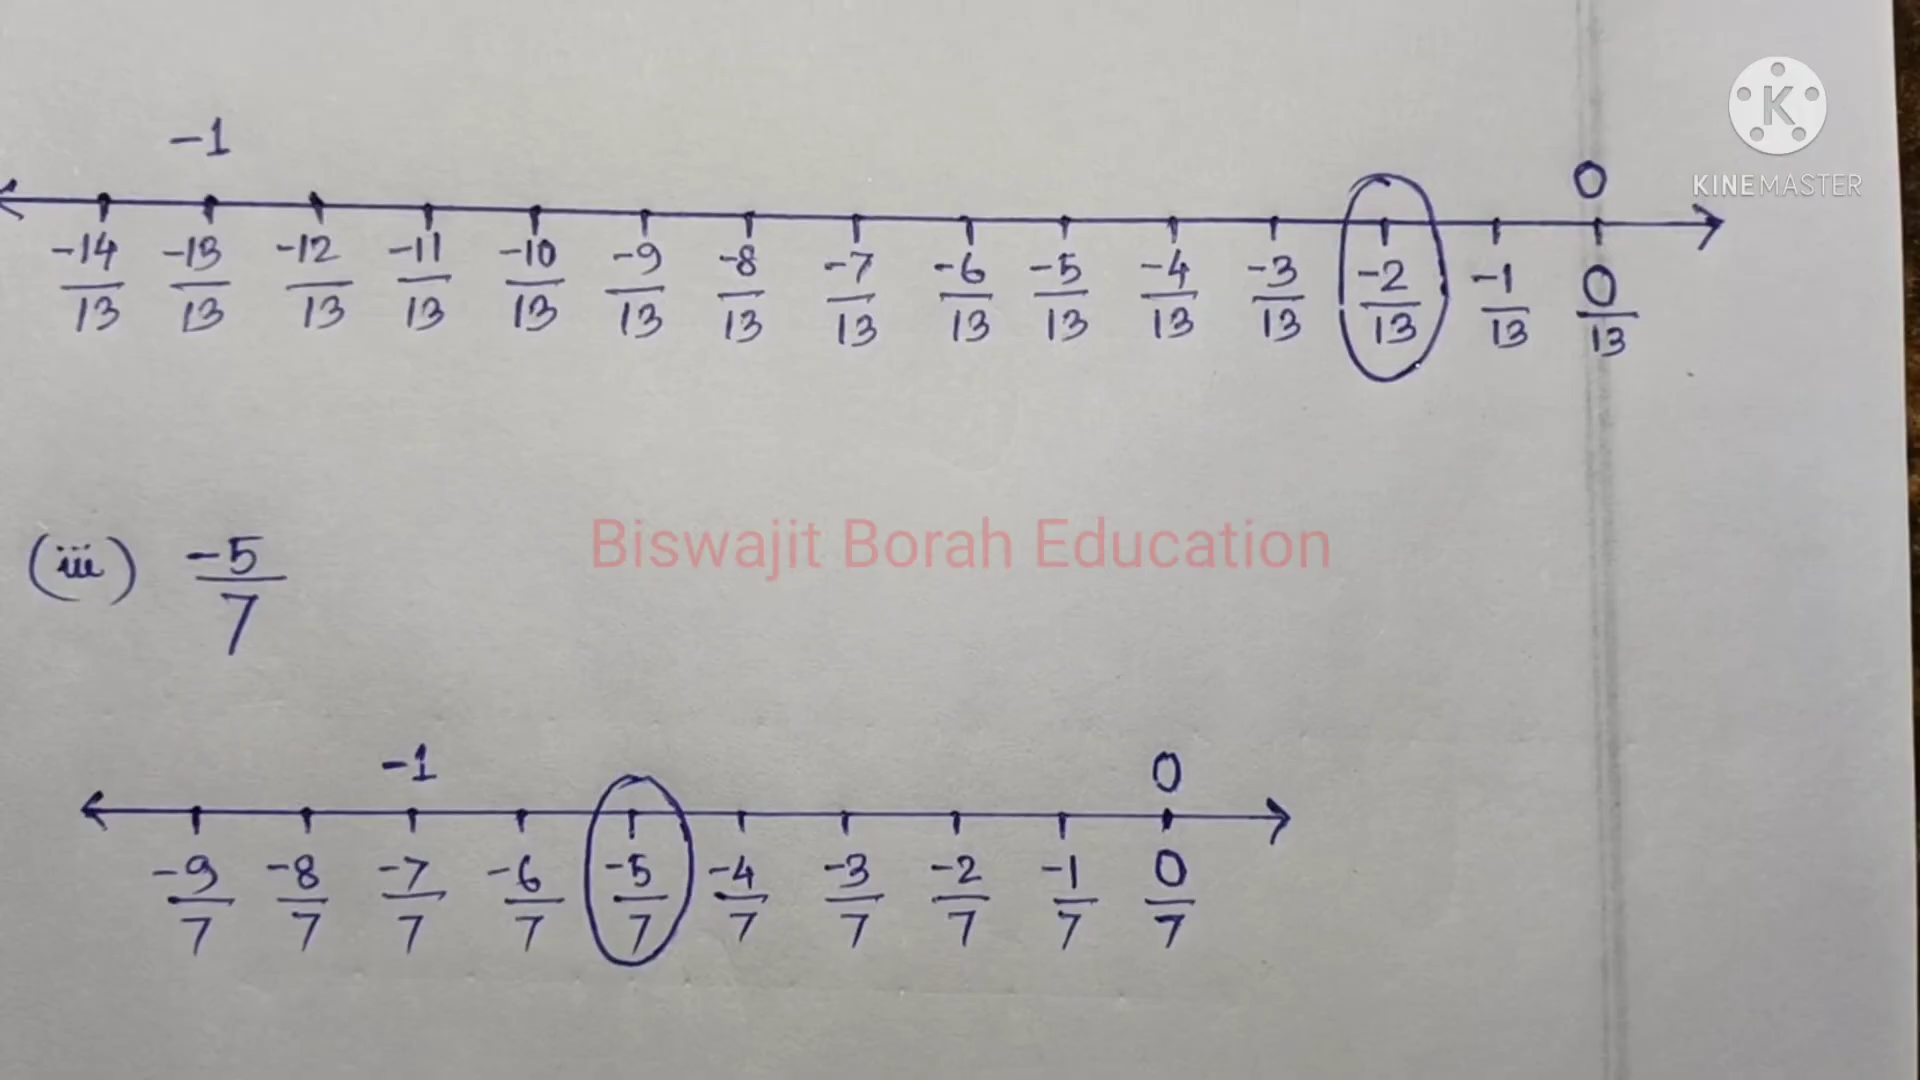 -1 0
-14/13 -13/13 -12/13 -11/13 -10/13 -9/13 -8/13 -7/13 -6/13 -5/13 -4/13 -3/13 -2/13 -1/13 0/13
K
KINEMASTER
Biswajit Borah Education
(iii) -5/7
-1 0
-9/7 -8/7 -7/7 -6/7 -5/7 -4/7 -3/7 -2/7 -1/7 0/7